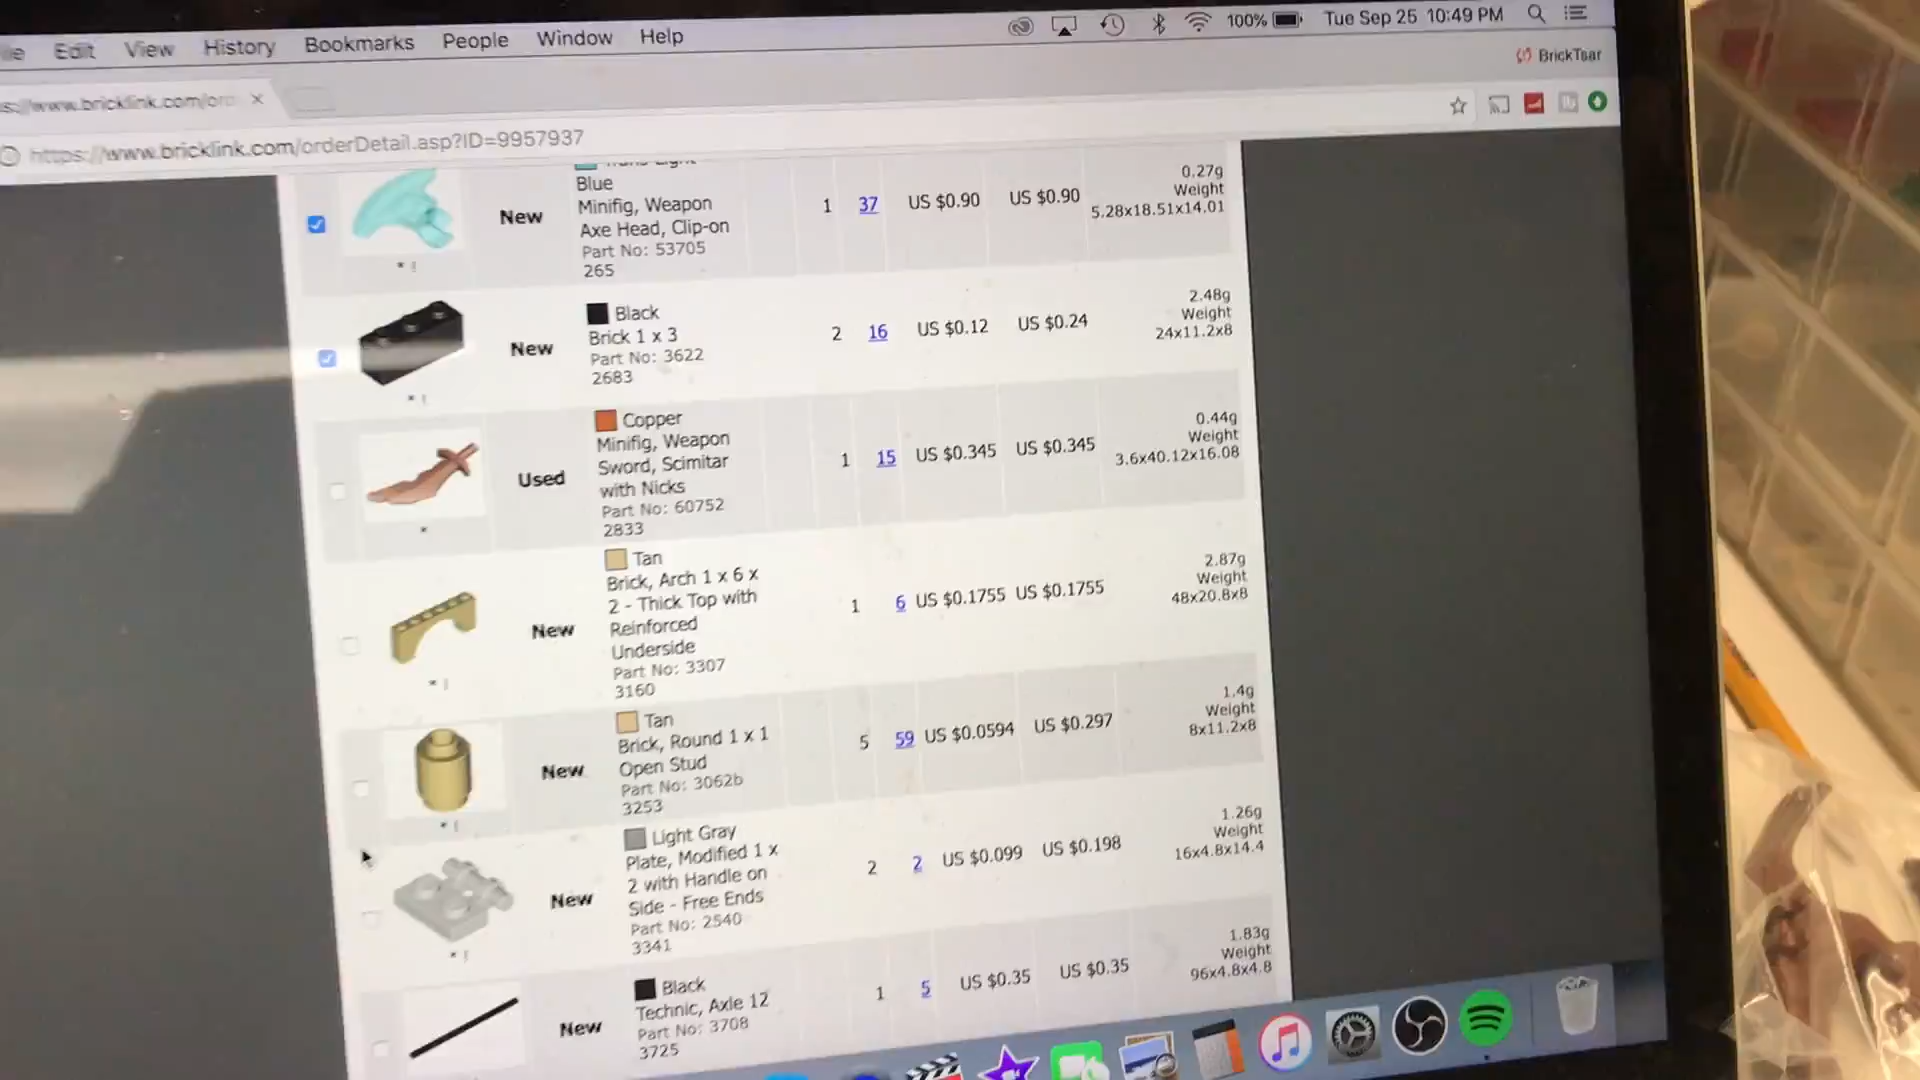 Edit View History Bookmarks People Window Help 100% Tue Sep 25 10:49 PM
BrickTsar
s://www.bricklink.com/ord
https://www.bricklink.com/orderDetail.asp?ID=9957937
New
Trans-Light
Blue
Minifig, Weapon
Axe Head, Clip-on
Part No: 53705
265
1 37 US $0.90 US $0.90
0.27g
Weight
5.28x18.51x14.01
* !
New
Black
Brick 1 x 3
Part No: 3622
2683
2 16 US $0.12 US $0.24
2.48g
Weight
24x11.2x8
* !
Used
Copper
Minifig, Weapon
Sword, Scimitar
with Nicks
Part No: 60752
2833
1 15 US $0.345 US $0.345
0.44g
Weight
3.6x40.12x16.08
*
New
Tan
Brick, Arch 1 x 6 x
2 - Thick Top with
Reinforced
Underside
Part No: 3307
3160
1 6 US $0.1755 US $0.1755
2.87g
Weight
48x20.8x8
* !
New
Tan
Brick, Round 1 x 1
Open Stud
Part No: 3062b
3253
5 59 US $0.0594 US $0.297
1.4g
Weight
8x11.2x8
* !
New
Light Gray
Plate, Modified 1 x
2 with Handle on
Side - Free Ends
Part No: 2540
3341
2 2 US $0.099 US $0.198
1.26g
Weight
16x4.8x14.4
* !
New
Black
Technic, Axle 12
Part No: 3708
3725
1 5 US $0.35 US $0.35
1.83g
Weight
96x4.8x4.8